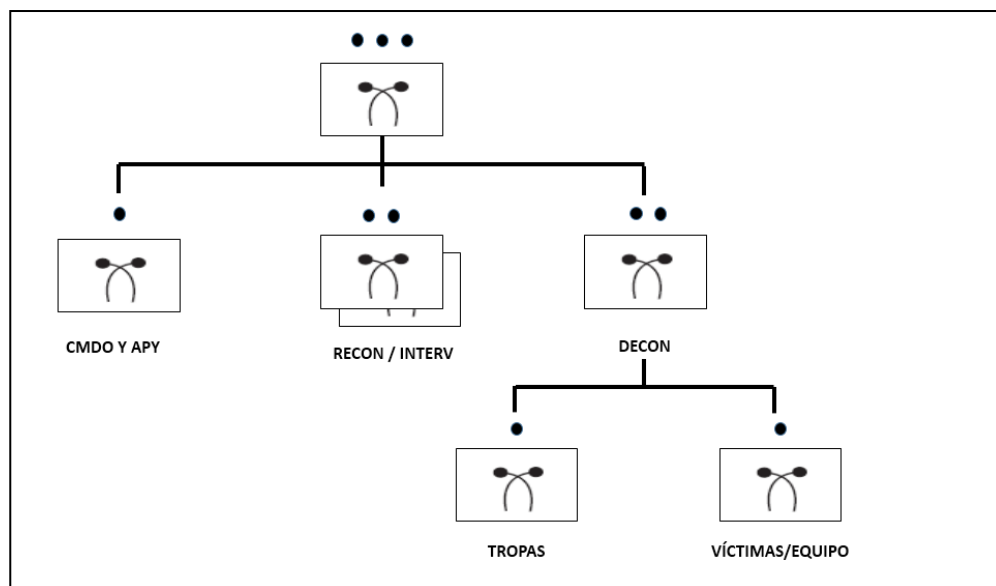 CMDO Y APY
RECON / INTERV
DECON
TROPAS
VÍCTIMAS/EQUIPO